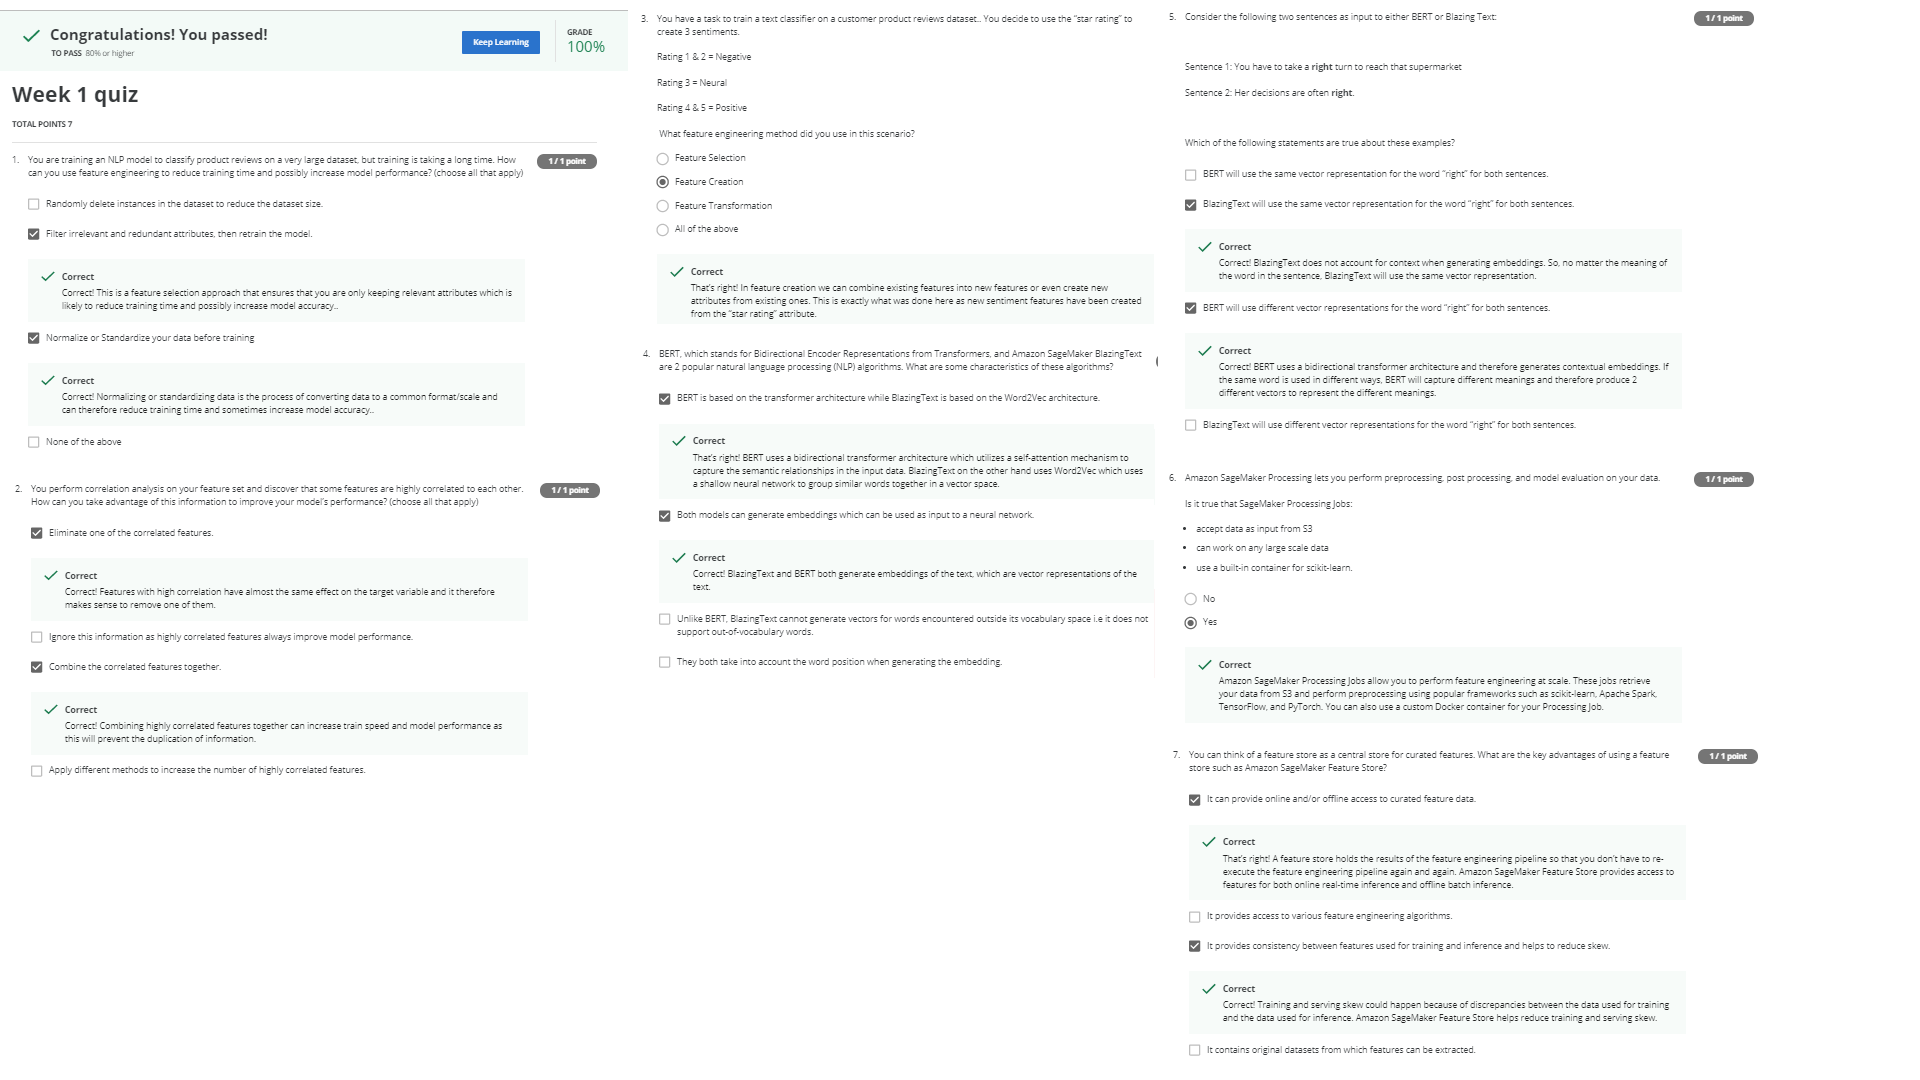 Congratulations! You passed!
TO PASS 80% or higher
Keep Learning
GRADE
100%
Week 1 quiz
TOTAL POINTS 7
1. You are training an NLP model to classify product reviews on a very large dataset, but training is taking a long time. How
can you use feature engineering to reduce training time and possibly increase model performance? (choose all that apply)
1 / 1 point
Randomly delete instances in the dataset to reduce the dataset size.
Filter irrelevant and redundant attributes, then retrain the model.
Correct
Correct! This is a feature selection approach that ensures that you are only keeping relevant attributes which is
likely to reduce training time and possibly increase model accuracy..
Normalize or Standardize your data before training
Correct
Correct! Normalizing or standardizing data is the process of converting data to a common format/scale and
can therefore reduce training time and sometimes increase model accuracy..
None of the above
2. You perform correlation analysis on your feature set and discover that some features are highly correlated to each other.
How can you take advantage of this information to improve your model's performance? (choose all that apply)
1 / 1 point
Eliminate one of the correlated features.
Correct
Correct! Features with high correlation have almost the same effect on the target variable and it therefore
makes sense to remove one of them.
Ignore this information as highly correlated features always improve model performance.
Combine the correlated features together.
Correct
Correct! Combining highly correlated features together can increase train speed and model performance as
this will prevent the duplication of information.
Apply different methods to increase the number of highly correlated features.
3. You have a task to train a text classifier on a customer product reviews dataset.. You decide to use the "star rating" to
create 3 sentiments.
Rating 1 & 2 = Negative
Rating 3 = Neural
Rating 4 & 5 = Positive
What feature engineering method did you use in this scenario?
Feature Selection
Feature Creation
Feature Transformation
All of the above
Correct
That's right! In feature creation we can combine existing features into new features or even create new
attributes from existing ones. This is exactly what was done here as new sentiment features have been created
from the "star rating" attribute.
4. BERT, which stands for Bidirectional Encoder Representations from Transformers, and Amazon SageMaker BlazingText
are 2 popular natural language processing (NLP) algorithms. What are some characteristics of these algorithms?
BERT is based on the transformer architecture while BlazingText is based on the Word2Vec architecture.
Correct
That's right! BERT uses a bidirectional transformer architecture which utilizes a self-attention mechanism to
capture the semantic relationships in the input data. BlazingText on the other hand uses Word2Vec which uses
a shallow neural network to group similar words together in a vector space.
Both models can generate embeddings which can be used as input to a neural network.
Correct
Correct! BlazingText and BERT both generate embeddings of the text, which are vector representations of the
text.
Unlike BERT, BlazingText cannot generate vectors for words encountered outside its vocabulary space i.e it does not
support out-of-vocabulary words.
They both take into account the word position when generating the embedding.
5. Consider the following two sentences as input to either BERT or Blazing Text:
1 / 1 point
Sentence 1: You have to take a right turn to reach that supermarket
Sentence 2: Her decisions are often right.
Which of the following statements are true about these examples?
BERT will use the same vector representation for the word "right" for both sentences.
BlazingText will use the same vector representation for the word "right" for both sentences.
Correct
Correct! BlazingText does not account for context when generating embeddings. So, no matter the meaning of
the word in the sentence, BlazingText will use the same vector representation.
BERT will use different vector representations for the word "right" for both sentences.
Correct
Correct! BERT uses a bidirectional transformer architecture and therefore generates contextual embeddings. If
the same word is used in different ways, BERT will capture different meanings and therefore produce 2
different vectors to represent the different meanings.
BlazingText will use different vector representations for the word "right" for both sentences.
6. Amazon SageMaker Processing lets you perform preprocessing, post processing, and model evaluation on your data.
1 / 1 point
Is it true that SageMaker Processing Jobs:
• accept data as input from S3
• can work on any large scale data
• use a built-in container for scikit-learn.
No
Yes
Correct
Amazon SageMaker Processing Jobs allow you to perform feature engineering at scale. These jobs retrieve
your data from S3 and perform preprocessing using popular frameworks such as scikit-learn, Apache Spark,
TensorFlow, and PyTorch. You can also use a custom Docker container for your Processing Job.
7. You can think of a feature store as a central store for curated features. What are the key advantages of using a feature
store such as Amazon SageMaker Feature Store?
1 / 1 point
It can provide online and/or offline access to curated feature data.
Correct
That's right! A feature store holds the results of the feature engineering pipeline so that you don't have to re-
execute the feature engineering pipeline again and again. Amazon SageMaker Feature Store provides access to
features for both online real-time inference and offline batch inference.
It provides access to various feature engineering algorithms.
It provides consistency between features used for training and inference and helps to reduce skew.
Correct
Correct! Training and serving skew could happen because of discrepancies between the data used for training
and the data used for inference. Amazon SageMaker Feature Store helps reduce training and serving skew.
It contains original datasets from which features can be extracted.